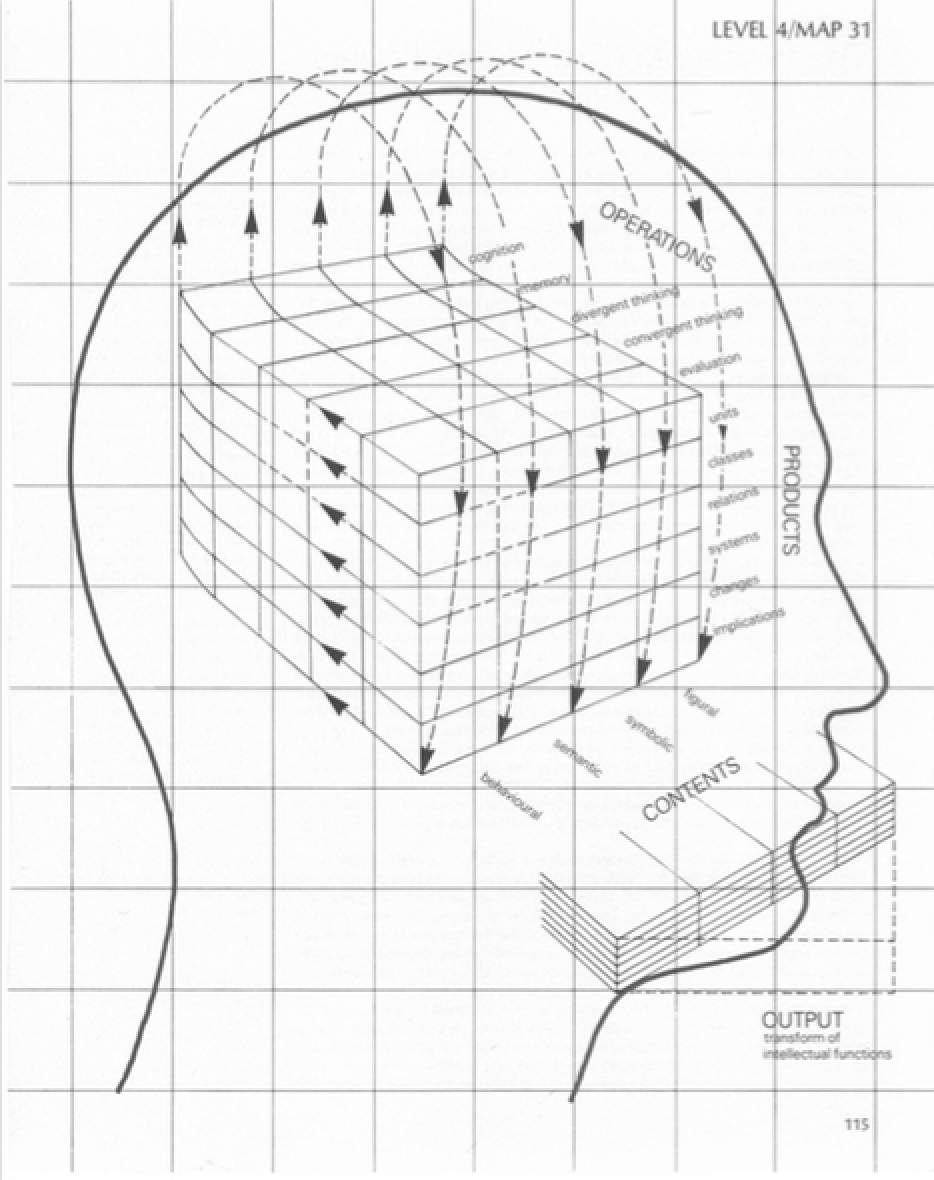 LEVEL 4/MAP 31
OPERATIONS
cognition
memory
divergent thinking
convergent thinking
evaluation
PRODUCTS
units
classes
relations
systems
changes
implications
figural
symbolic
semantic
behavioural
CONTENTS
OUTPUT
transform of
intellectual functions
115